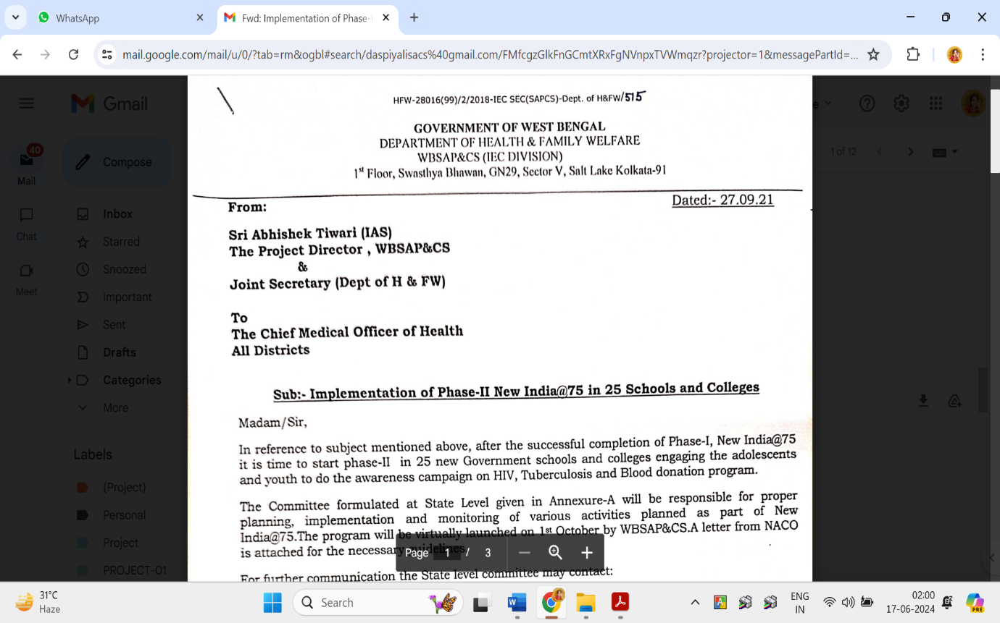 WhatsApp
Fwd: Implementation of Phase-
mail.google.com/mail/u/0/?tab=rm&ogbl#search/daspiyalisacs%40gmail.com/FMfcgzGlkFnGCmtXRxFgNVnpxTVWmqzr?projector=1&messagePartId=...
Gmail
Compose
40
Mail
Chat
Meet
Inbox
Starred
Snoozed
Important
Sent
Drafts
Categories
More
Labels
(Project)
Personal
Project
PROJECT-01
1 of 12
HFW-28016(99)/2/2018-IEC SEC(SAPCS)-Dept. of H&FW/515
GOVERNMENT OF WEST BENGAL
DEPARTMENT OF HEALTH & FAMILY WELFARE
WBSAP&CS (IEC DIVISION)
1st Floor, Swasthya Bhawan, GN29, Sector V, Salt Lake Kolkata-91
Dated:- 27.09.21
From:
Sri Abhishek Tiwari (IAS)
The Project Director , WBSAP&CS
&
Joint Secretary (Dept of H & FW)
To
The Chief Medical Officer of Health
All Districts
Sub:- Implementation of Phase-II New India@75 in 25 Schools and Colleges
Madam/Sir,
In reference to subject mentioned above, after the successful completion of Phase-I, New India@75
it is time to start phase-II in 25 new Government schools and colleges engaging the adolescents
and youth to do the awareness campaign on HIV, Tuberculosis and Blood donation program.
The Committee formulated at State Level given in Annexure-A will be responsible for proper
planning, implementation and monitoring of various activities planned as part of New
India@75.The program will be virtually launched on 1st October by WBSAP&CS.A letter from NACO
is attached for the necessary guidelines.
For further communication the State level committee may contact:
Page 1 / 3
31°C
Haze
Search
ENG
IN
02:00
17-06-2024
PRE